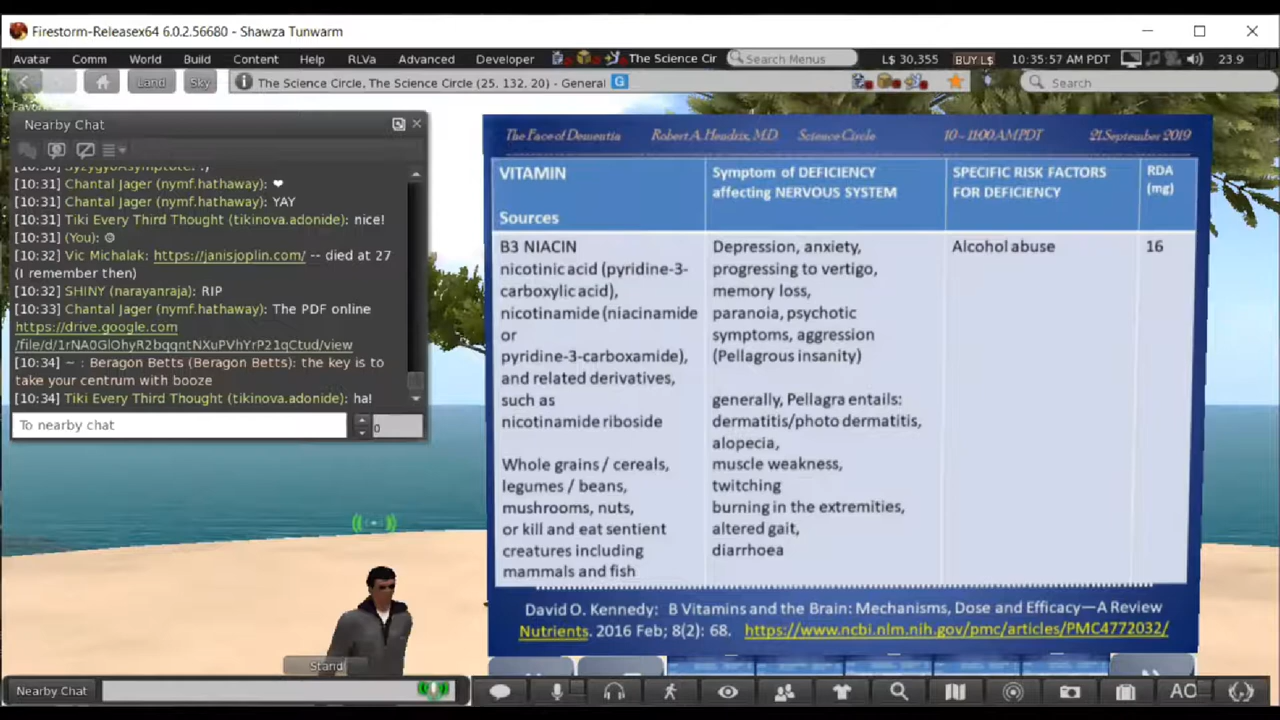 Firestorm-Releasex64 6.0.2.56680 - Shawza Tunwarm
Avatar Comm World Build Content Help RLVa Advanced Developer The Science Cir Search Menus L$ 30,355 BUY L$ 10:35:57 AM PDT 23.9
Land Sky The Science Circle, The Science Circle (25, 132, 20) - General G Search
Nearby Chat
[10:31] Chantal Jager (nymf.hathaway): ❤
[10:31] Chantal Jager (nymf.hathaway): YAY
[10:31] Tiki Every Third Thought (tikinova.adonide): nice!
[10:31] (You): ☺
[10:32] Vic Michalak: https://janisjoplin.com/ -- died at 27
(I remember then)
[10:32] SHINY (narayanraja): RIP
[10:33] Chantal Jager (nymf.hathaway): The PDF online
https://drive.google.com
/file/d/1rNA0GlOhyR2bqqntNXuPVhYrP21qCtud/view
[10:34] ~ : Beragon Betts (Beragon Betts): the key is to
take your centrum with booze
[10:34] Tiki Every Third Thought (tikinova.adonide): ha!
To nearby chat 0
The Face of Dementia Robert A. Hendrix, M.D. Science Circle 10 - 11:00 AM PDT 21 September 2019
VITAMIN
Sources
Symptom of DEFICIENCY
affecting NERVOUS SYSTEM
SPECIFIC RISK FACTORS
FOR DEFICIENCY
RDA
(mg)
B3 NIACIN
nicotinic acid (pyridine-3-
carboxylic acid),
nicotinamide (niacinamide
or
pyridine-3-carboxamide),
and related derivatives,
such as
nicotinamide riboside
Whole grains / cereals,
legumes / beans,
mushrooms, nuts,
or kill and eat sentient
creatures including
mammals and fish
Depression, anxiety,
progressing to vertigo,
memory loss,
paranoia, psychotic
symptoms, aggression
(Pellagrous insanity)
generally, Pellagra entails:
dermatitis/photo dermatitis,
alopecia,
muscle weakness,
twitching
burning in the extremities,
altered gait,
diarrhoea
Alcohol abuse
16
David O. Kennedy: B Vitamins and the Brain: Mechanisms, Dose and Efficacy—A Review
Nutrients. 2016 Feb; 8(2): 68. https://www.ncbi.nlm.nih.gov/pmc/articles/PMC4772032/
Stand
Nearby Chat
AO